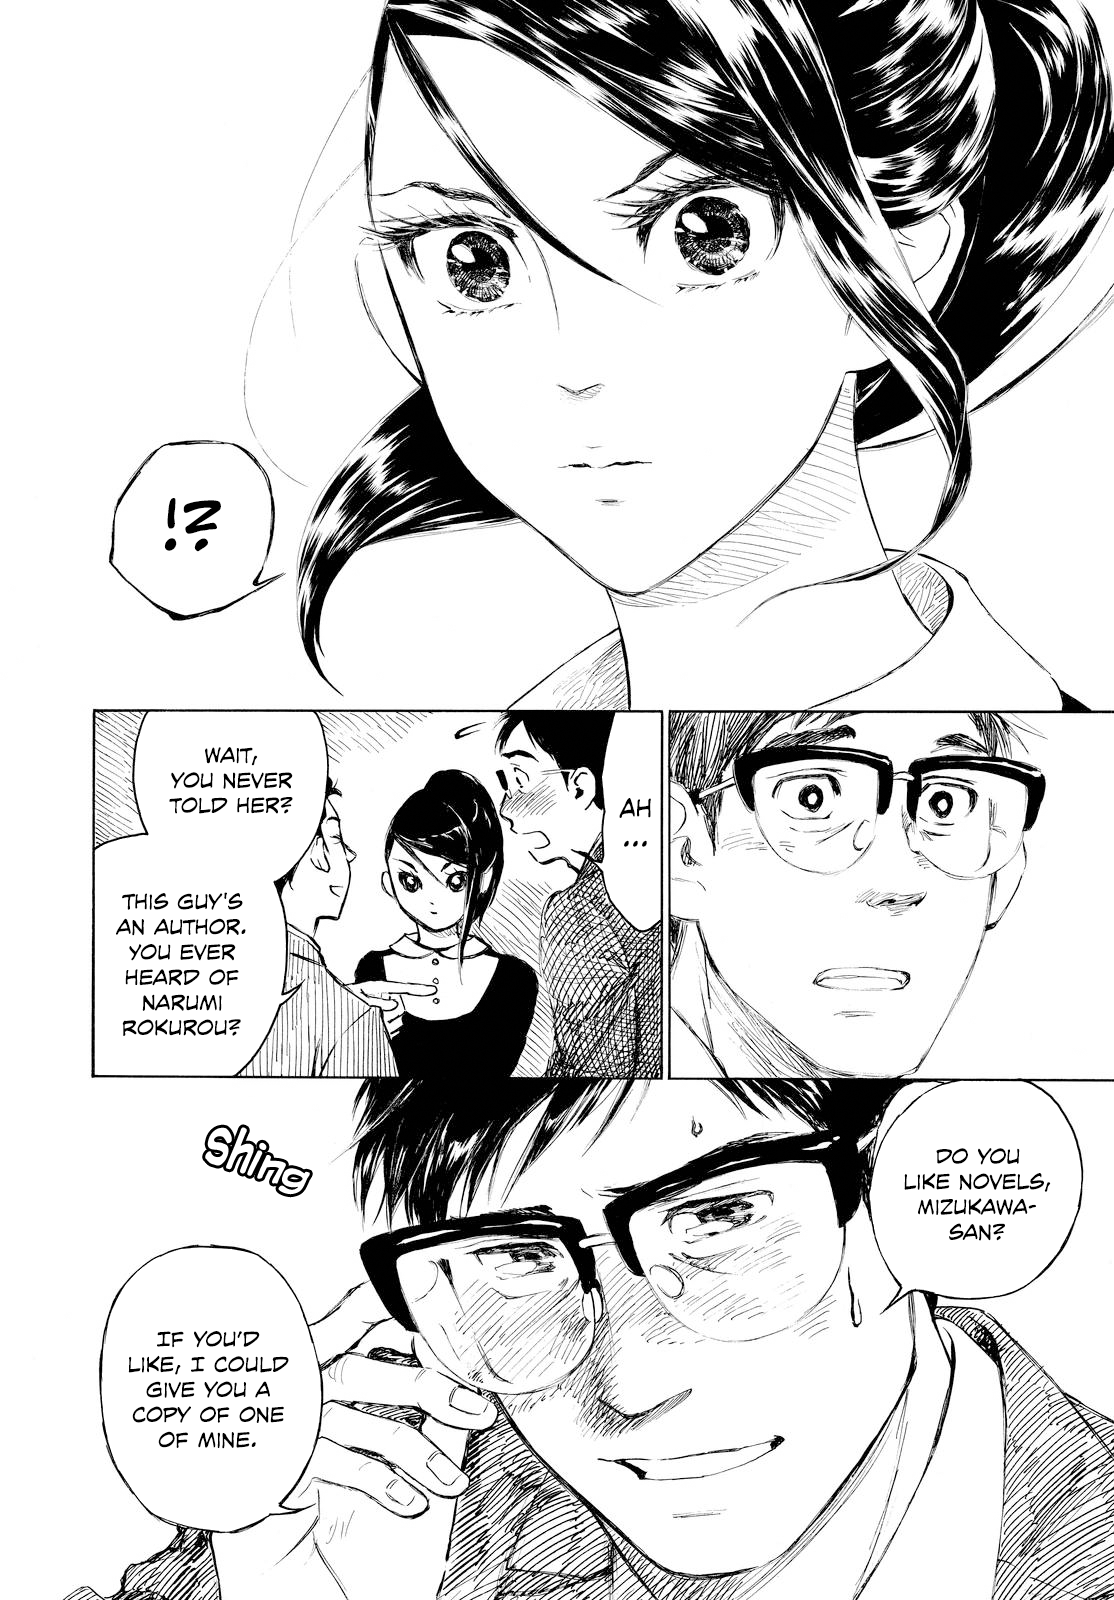 !?
AH
...
WAIT,
YOU NEVER
TOLD HER?
THIS GUY'S
AN AUTHOR.
YOU EVER
HEARD OF
NARUMI
ROKUROU?
DO YOU
LIKE NOVELS,
MIZUKAWA-
SAN?
Shing
IF YOU'D
LIKE, I COULD
GIVE YOU A
COPY OF ONE
OF MINE.